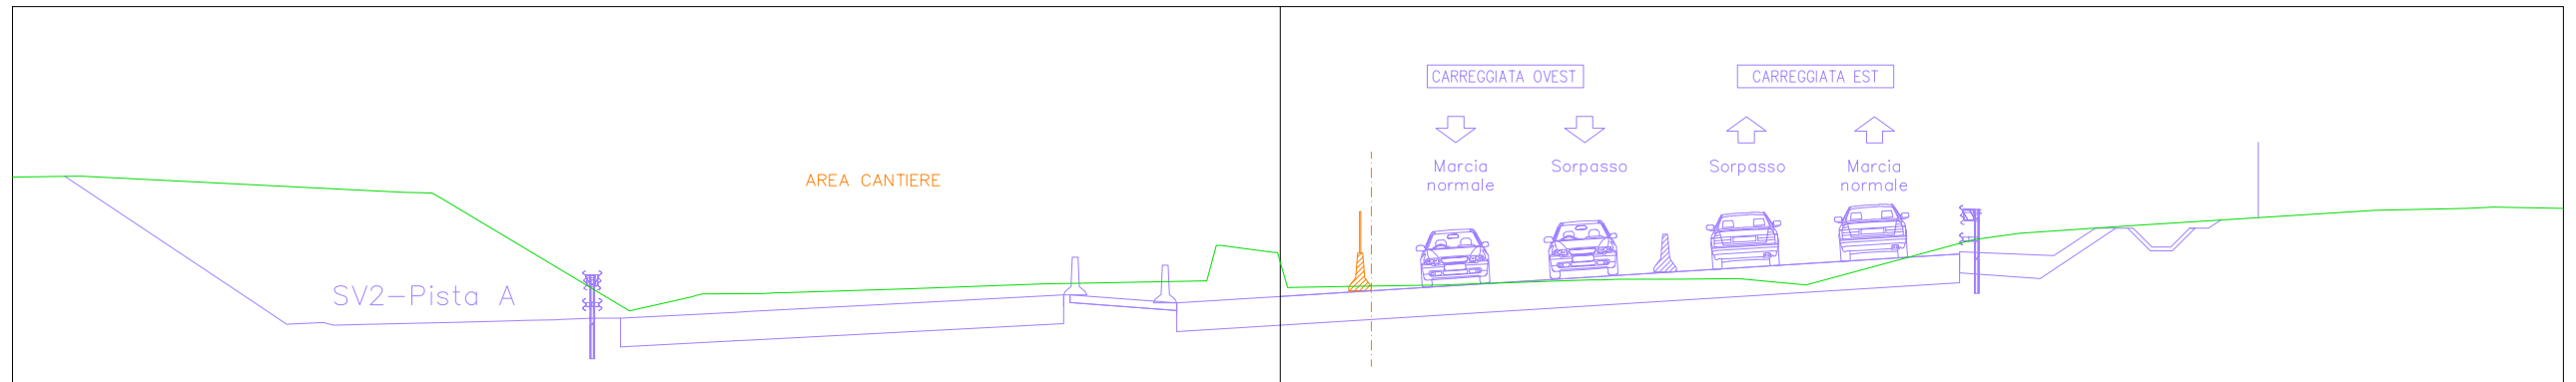 CARREGGIATA OVEST
CARREGGIATA EST
Marcia
normale
Sorpasso
Sorpasso
Marcia
normale
AREA CANTIERE
SV2-Pista A